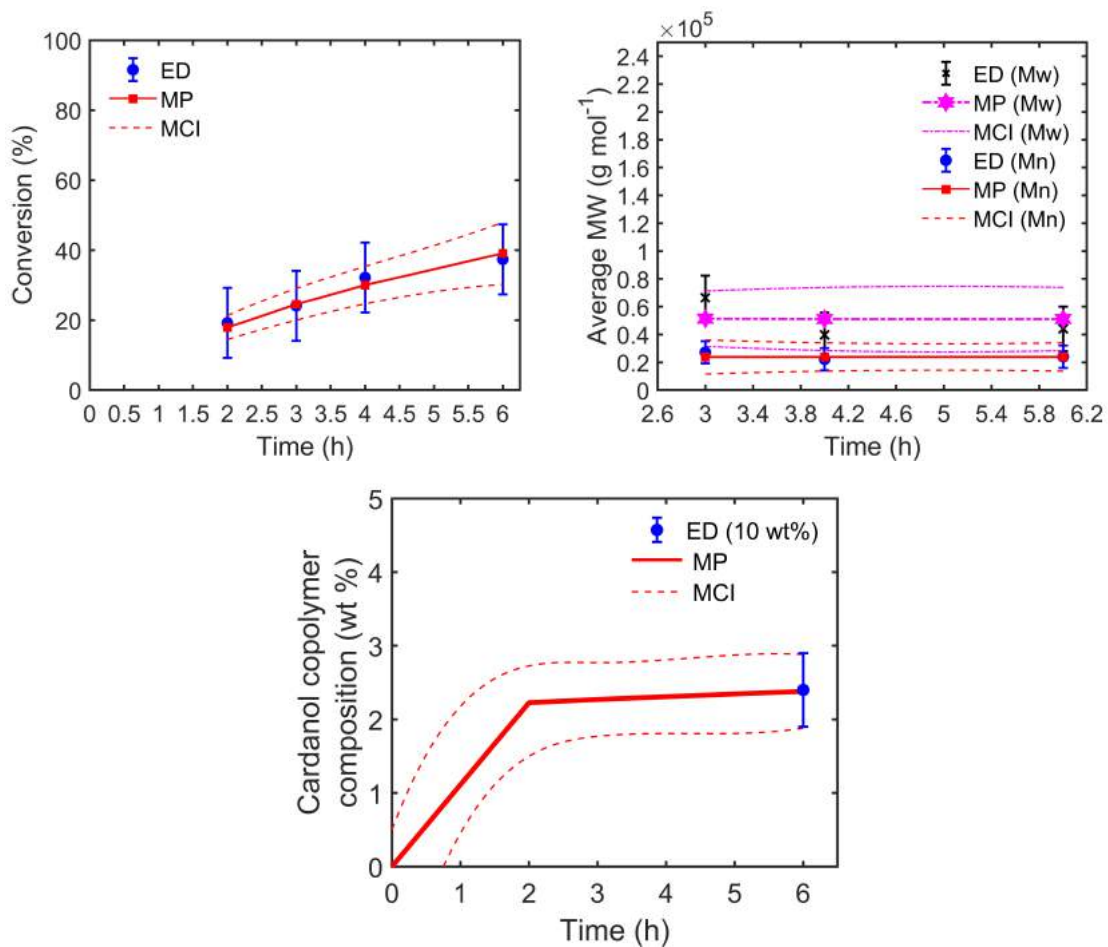 100
80
60
40
20
0
Conversion (%)
ED
MP
MCI
0 0.5 1 1.5 2 2.5 3 3.5 4 4.5 5 5.5 6
Time (h)
×10⁵
2.4
2.2
2
1.8
1.6
1.4
1.2
1
0.8
0.6
0.4
0.2
0
Average MW (g mol⁻¹)
ED (Mw)
MP (Mw)
MCI (Mw)
ED (Mn)
MP (Mn)
MCI (Mn)
2.6 3 3.4 3.8 4.2 4.6 5 5.4 5.8 6.2
Time (h)
5
4
3
2
1
0
Cardanol copolymer
composition (wt %)
ED (10 wt%)
MP
MCI
0 1 2 3 4 5 6
Time (h)